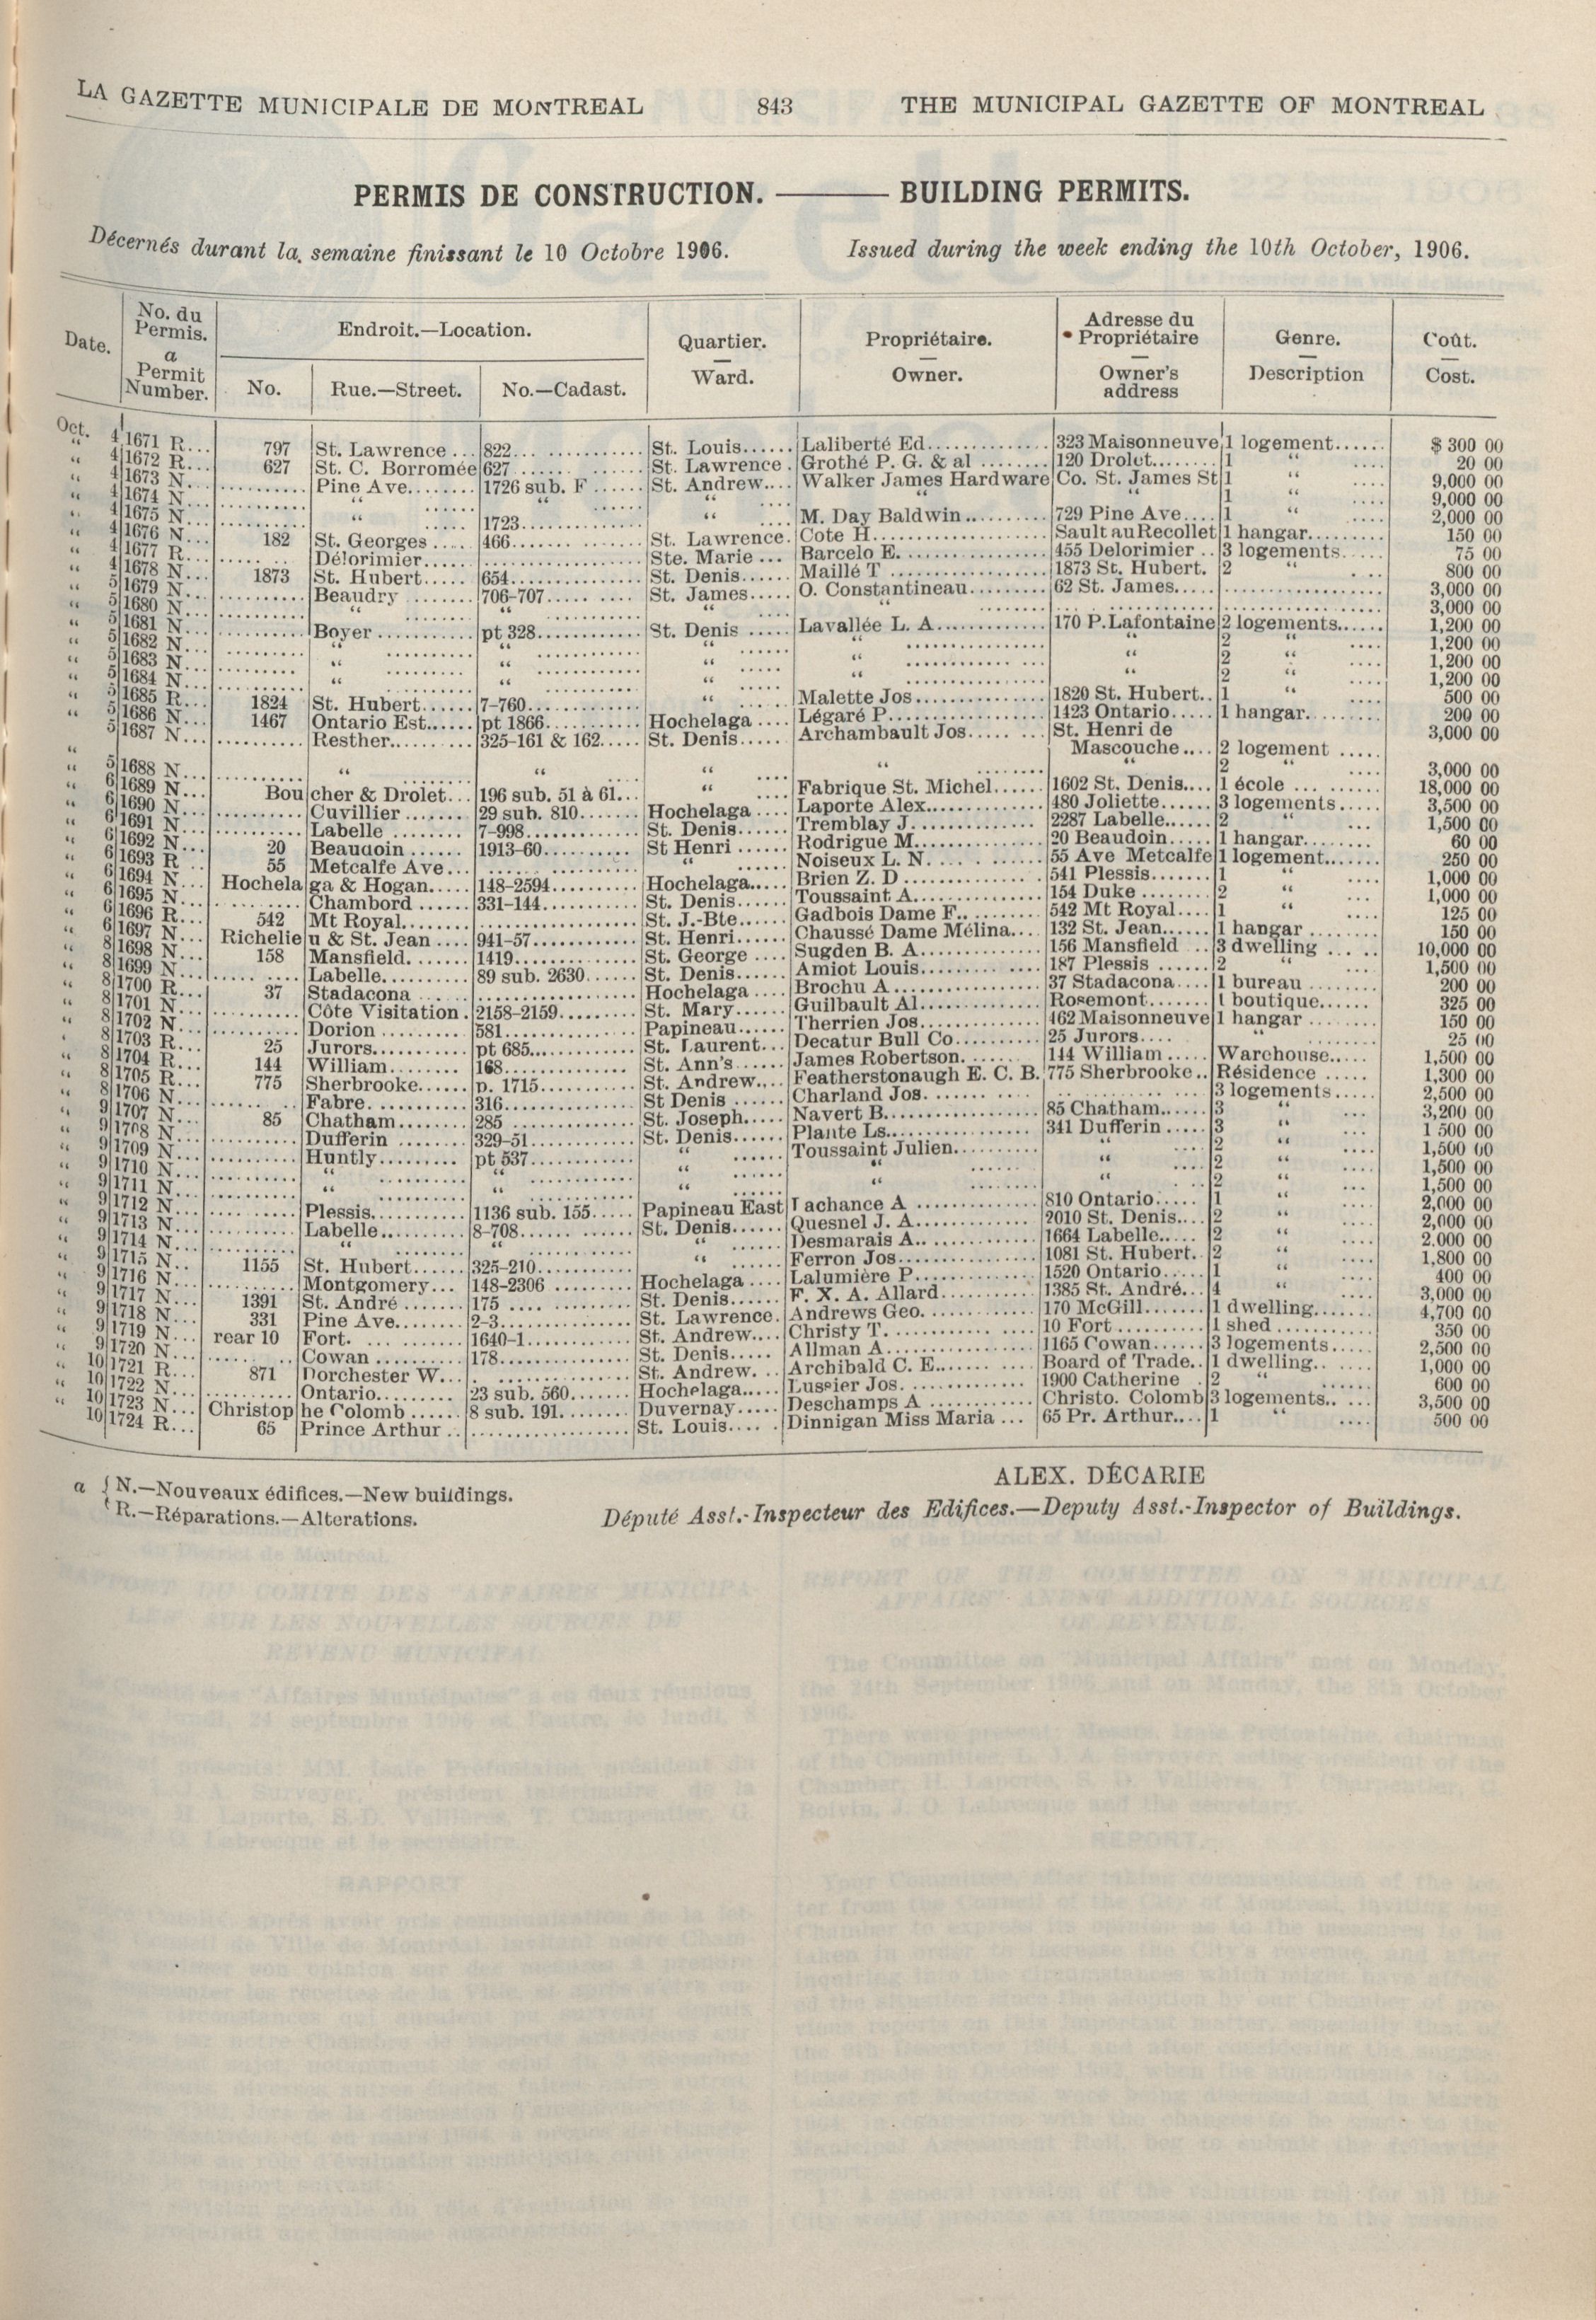 LA GAZETTE MUNICIPALE DE MONTREAL 843 THE MUNICIPAL GAZETTE OF MONTREAL
PERMIS DE CONSTRUCTION. ——— BUILDING PERMITS.
Décernés durant la semaine finissant le 10 Octobre 1906. Issued during the week ending the 10th October, 1906.
Date. No. du Permis. a Permit Number. Endroit.—Location. No. Rue.—Street. No.—Cadast. Quartier. — Ward. Propriétaire. — Owner. Adresse du Propriétaire — Owner's address Genre. — Description Coût. — Cost.
Oct. 4 1671 R... 797 St. Lawrence ... 822... St. Louis...... Laliberté Ed.............. 323 Maisonneuve 1 logement...... $ 300 00
“ 4 1672 R... 627 St. C. Borromée 627....... St. Lawrence . Grothé P. G. & al ........ 120 Drolet........ 1 “ .... 20 00
“ 4 1673 N... .......... Pine Ave........ 1726 sub. F ...... St. Andrew.... Walker James Hardware Co. St. James St 1 “ .... 9,000 00
“ 4 1674 N... .......... “ ...... “ ...... “ .... “ “ 1 “ .... 9,000 00
“ 4 1675 N... .......... “ ..... 1723............ “ .... M. Day Baldwin.......... 729 Pine Ave.... 1 “ .... 2,000 00
“ 4 1676 N... 182 St. Georges ..... 466............. St. Lawrence. Cote H.................. Sault au Recollet 1 hangar......... 150 00
“ 4 1677 R... ........ Délorimier...... ............ Ste. Marie ... Barcelo E. .............. 455 Delorimier .. 3 logements..... 75 00
“ 4 1678 N... 1873 St. Hubert..... 654............. St. Denis...... Maillé T ................. 1873 St. Hubert. 2 “ .... 800 00
“ 5 1679 N... .......... Beaudry ........ 706-707......... St. James..... O. Constantineau......... 62 St. James..... ................. 3,000 00
“ 5 1680 N... .......... “ ...... “ ...... “ .... “ ........ ............ ................. 3,000 00
“ 5 1681 N... .......... Boyer ........... pt 328............ St. Denis ..... Lavallée L. A............. 170 P. Lafontaine 2 logements...... 1,200 00
“ 5 1682 N... .......... “ .......... “ ........... “ ...... “ .............. “ 2 “ .... 1,200 00
“ 5 1683 N... ........ “ .......... “ ........... “ ..... “ .............. “ 2 “ .... 1,200 00
“ 5 1684 N... .......... “ .......... “ ........... “ ..... “ .............. “ 2 “ .... 1,200 00
“ 5 1685 R... 1824 St. Hubert...... 7-760............. “ ..... Malette Jos.............. 1820 St. Hubert.. 1 “ .... 500 00
“ 5 1686 N... 1467 Ontario Est...... pt 1866.......... Hochelaga .... Légaré P................. 1423 Ontario..... 1 hangar......... 200 00
“ 5 1687 N... .......... Resther.......... 325-161 & 162..... St. Denis..... Archambault Jos........ St. Henri de 3,000 00
Mascouche.... 2 logement .....
“ 5 1688 N... .......... “ ........ “ .... “ .... “ ........ “ 2 “ .... 3,000 00
“ 6 1689 N... Boucher & Drolet... 196 sub. 51 à 61... “ .... Fabrique St. Michel...... 1602 St. Denis.... 1 école ......... 18,000 00
“ 6 1690 N... .......... Cuvillier ....... 29 sub. 810....... Hochelaga .... Laporte Alex............. 480 Joliette...... 3 logements..... 3,500 00
“ 6 1691 N... .......... Labelle ........ 7-998............ St. Denis...... Tremblay J............... 2287 Labelle...... 2 “ ... 1,500 00
“ 6 1692 N... 20 Beaudoin ...... 1913-60.......... St Henri ...... Rodrigue M.............. 20 Beaudoin..... 1 hangar........ 60 00
“ 6 1693 R 55 Metcalfe Ave... ............ “ ...... Noiseux L. N............ 55 Ave Metcalfe 1 logement....... 250 00
“ 6 1694 N... Hochelaga & Hogan..... 148-2594.......... Hochelaga..... Brien Z. D .............. 541 Plessis....... 1 “ .... 1,000 00
“ 6 1695 N... .......... Chambord ...... 331-144........... St. Denis...... Toussaint A.............. 154 Duke ........ 2 “ ... 1,000 00
“ 6 1696 R... 542 Mt Royal....... ................. St. J.-Bte...... Gadbois Dame F.......... 542 Mt Royal.... 1 “ .... 125 00
“ 6 1697 N... Richelieu & St. Jean .... 941-57............ St. Henri...... Chaussé Dame Mélina.... 132 St. Jean...... 1 hangar ........ 150 00
“ 8 1698 N... 158 Mansfield........ 1419.............. St. George .... Sugden B. A.............. 156 Mansfield ... 3 dwelling ..... 10,000 00
“ 8 1699 N... .......... Labelle.......... 89 sub. 2630...... St. Denis...... Amiot Louis.............. 187 Plessis ...... 2 “ .... 1,500 00
“ 8 1700 R... 37 Stadacona ...... ................. Hochelaga .... Brochu A................. 37 Stadacona.... 1 bureau ........ 200 00
“ 8 1701 N... .......... Côte Visitation. 2158-2159......... St. Mary...... Guilbault Al............. Rosemont....... 1 boutique...... 325 00
“ 8 1702 N... .......... Dorion .......... 581.............. Papineau...... Therrien Jos............. 462 Maisonneuve 1 hangar ........ 150 00
“ 8 1703 R... 25 Jurors........... pt 685............ St. Laurent... Decatur Bull Co......... 25 Jurors.... “ ...... 25 00
“ 8 1704 R... 144 William........ 168.............. St. Ann's...... James Robertson........ 144 William ..... Warehouse..... 1,500 00
“ 8 1705 R... 775 Sherbrooke...... p. 1715........... St. Andrew.... Featherstonaugh E. C. B. 775 Sherbrooke.. Résidence ..... 1,300 00
“ 8 1706 N... .......... Fabre........... 316.............. St Denis ...... Charland Jos............ ............ 3 logements..... 2,500 00
“ 9 1707 N... 85 Chatham........ 285 ............. St. Joseph..... Navert B................ 85 Chatham...... 3 “ ... 3,200 00
“ 9 1708 N... .......... Dufferin ........ 329-51............ St. Denis...... Plante Ls................ 341 Dufferin ..... 3 “ ... 1 500 00
“ 9 1709 N... .......... Huntly......... pt 537............ “ ...... Toussaint Julien.......... “ .... 2 “ ... 1,500 00
“ 9 1710 N... .......... “ .......... “ ........... “ ...... “ ...... “ .... 2 “ ... 1,500 00
“ 9 1711 N... .......... “ .......... “ ........... “ ...... “ ........ “ .... 2 “ ... 1,500 00
“ 9 1712 N... .......... Plessis........... 1136 sub. 155..... Papineau East Lachance A ............. 810 Ontario...... 1 “ .... 2,000 00
“ 9 1713 N... .......... Labelle.......... 8-708............ St. Denis...... Quesnel J. A............. 2010 St. Denis.... 2 “ .... 2,000 00
“ 9 1714 N... .......... “ ........ “ ........ “ ...... Desmarais A............. 1664 Labelle..... 2 “ .... 2.000 00
“ 9 1715 N.. 1155 St. Hubert...... 325-210.......... “ ...... Ferron Jos............... 1081 St. Hubert.. 2 “ .... 1,800 00
“ 9 1716 N... .......... Montgomery... 148-2306 ......... Hochelaga .... Lalumière P............. 1520 Ontario..... 1 “ .... 400 00
“ 9 1717 N... 1391 St. André ....... 175 .............. St. Denis...... F. X. A. Allard.......... 1385 St. André... 4 “ .... 3,000 00
“ 9 1718 N... 331 Pine Ave........ 2-3............... St. Lawrence. Andrews Geo. ........... 170 McGill....... 1 dwelling....... 4,700 00
“ 9 1719 N... rear 10 Fort. ........... 1640-1........... St. Andrew.... Christy T................ 10 Fort .......... 1 shed ........... 350 00
“ 9 1720 N... .......... Cowan .......... 178.............. St. Denis..... Allman A................ 1165 Cowan...... 3 logements..... 2,500 00
“ 10 1721 R... 871 Dorchester W... ................ St. Andrew. .. Archibald C. E.......... Board of Trade.. 1 dwelling...... 1,000 00
“ 10 1722 N... .......... Ontario......... 23 sub. 560....... Hochelaga..... Lussier Jos. ............. 1900 Catherine . 2 “ ...... 600 00
“ 10 1723 N... Christophe Colomb ...... 8 sub. 191........ Duvernay..... Deschamps A ........... Christo. Colomb 3 logements..... 3,500 00
10 1724 R... 65 Prince Arthur .. ................. St. Louis..... Dinnigan Miss Maria ... 65 Pr. Arthur.... 1 “ .... 500 00
a { N.—Nouveaux édifices.—New buildings.
R.—Réparations.—Alterations.
ALEX. DÉCARIE
Député Asst.-Inspecteur des Edifices.—Deputy Asst.-Inspector of Buildings.